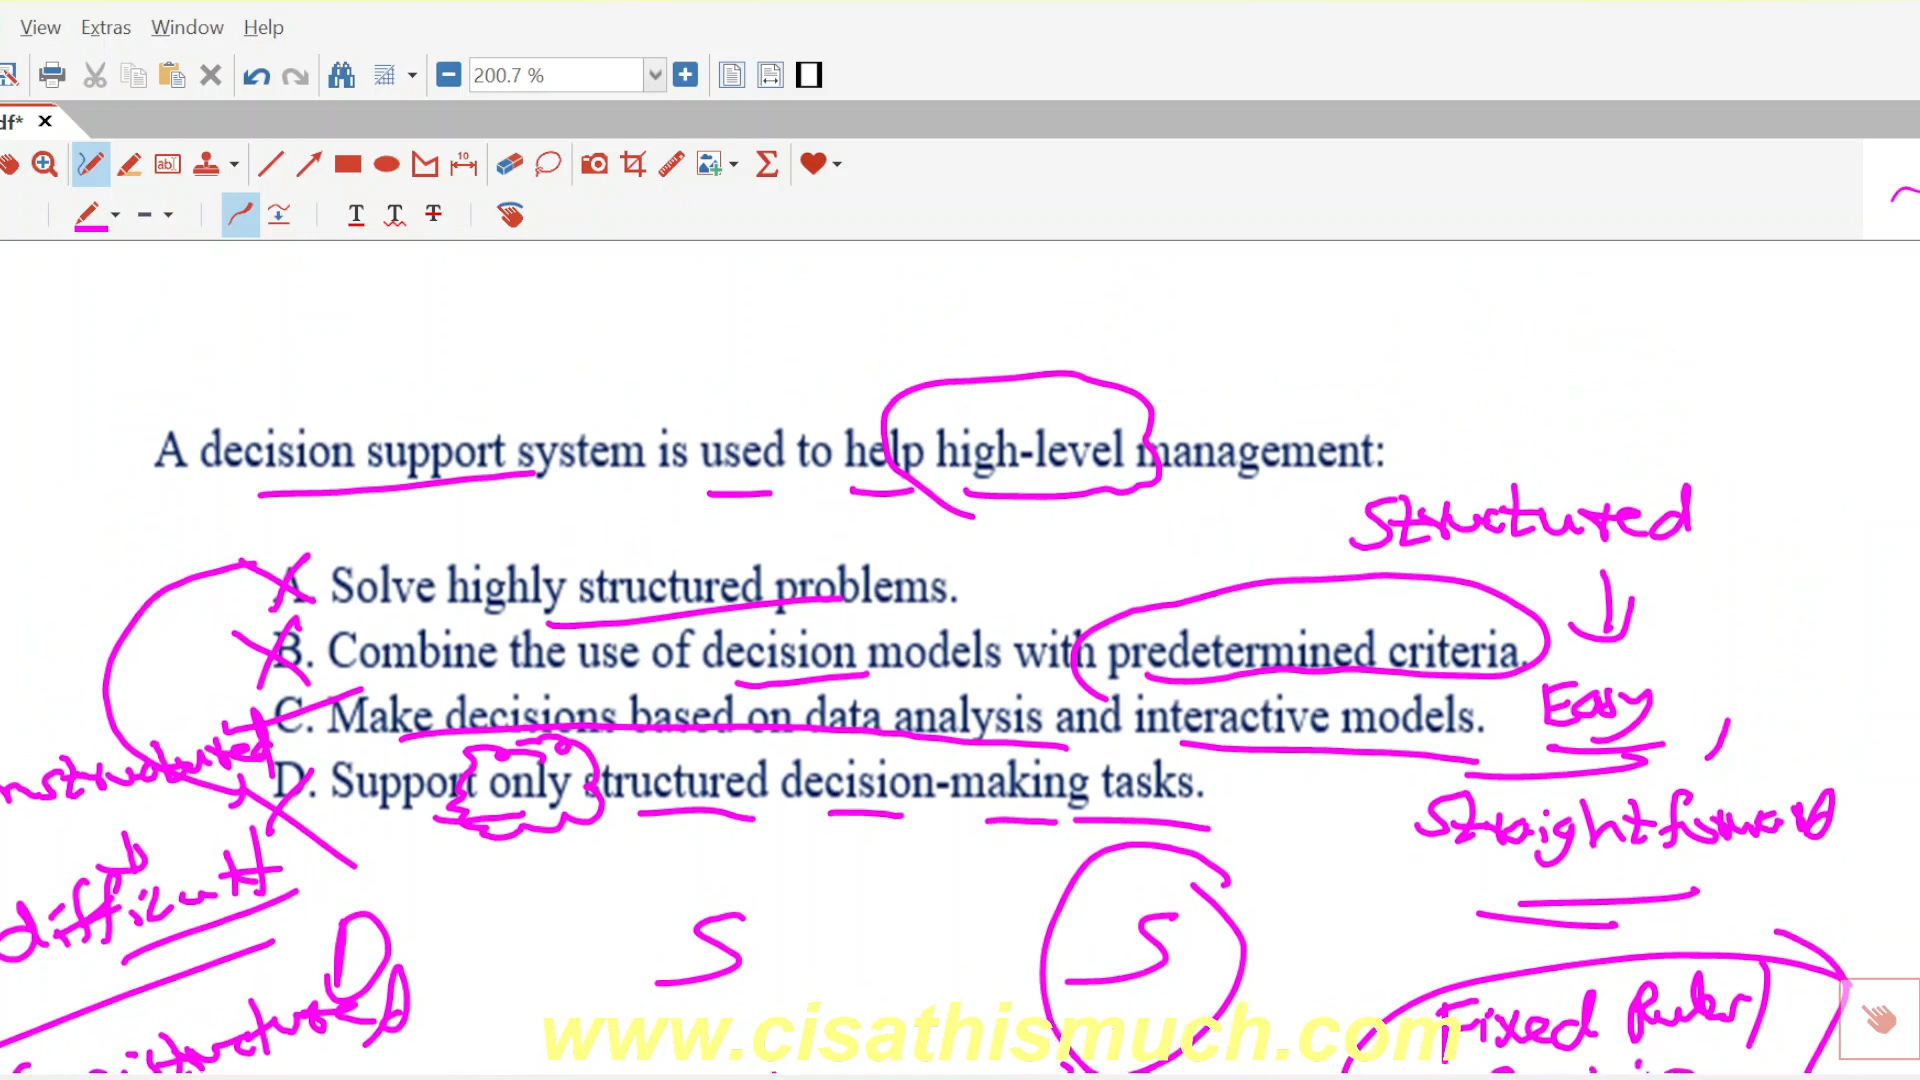 View Extras Window Help
200.7 %
df*
A decision support system is used to help high-level management:
structured
A. Solve highly structured problems.
B. Combine the use of decision models with predetermined criteria.
Easy ,
C. Make decisions based on data analysis and interactive models.
D. Support only structured decision-making tasks.
Straightforward
difficult
D S S
Fixed Rules
www.cisathismuch.com